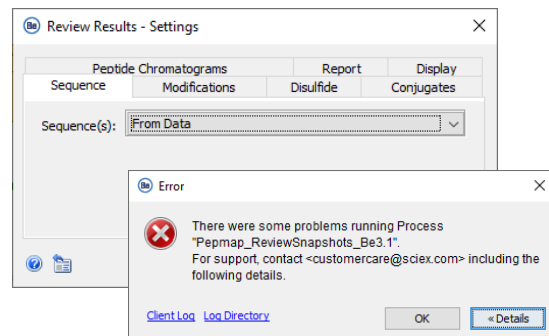 Be Review Results - Settings
Peptide Chromatograms Report Display
Sequence Modifications Disulfide Conjugates
Sequence(s): From Data
Be Error
There were some problems running Process
"Pepmap_ReviewSnapshots_Be3.1".
For support, contact <customercare@sciex.com> including the
following details.
Client Log Log Directory OK « Details